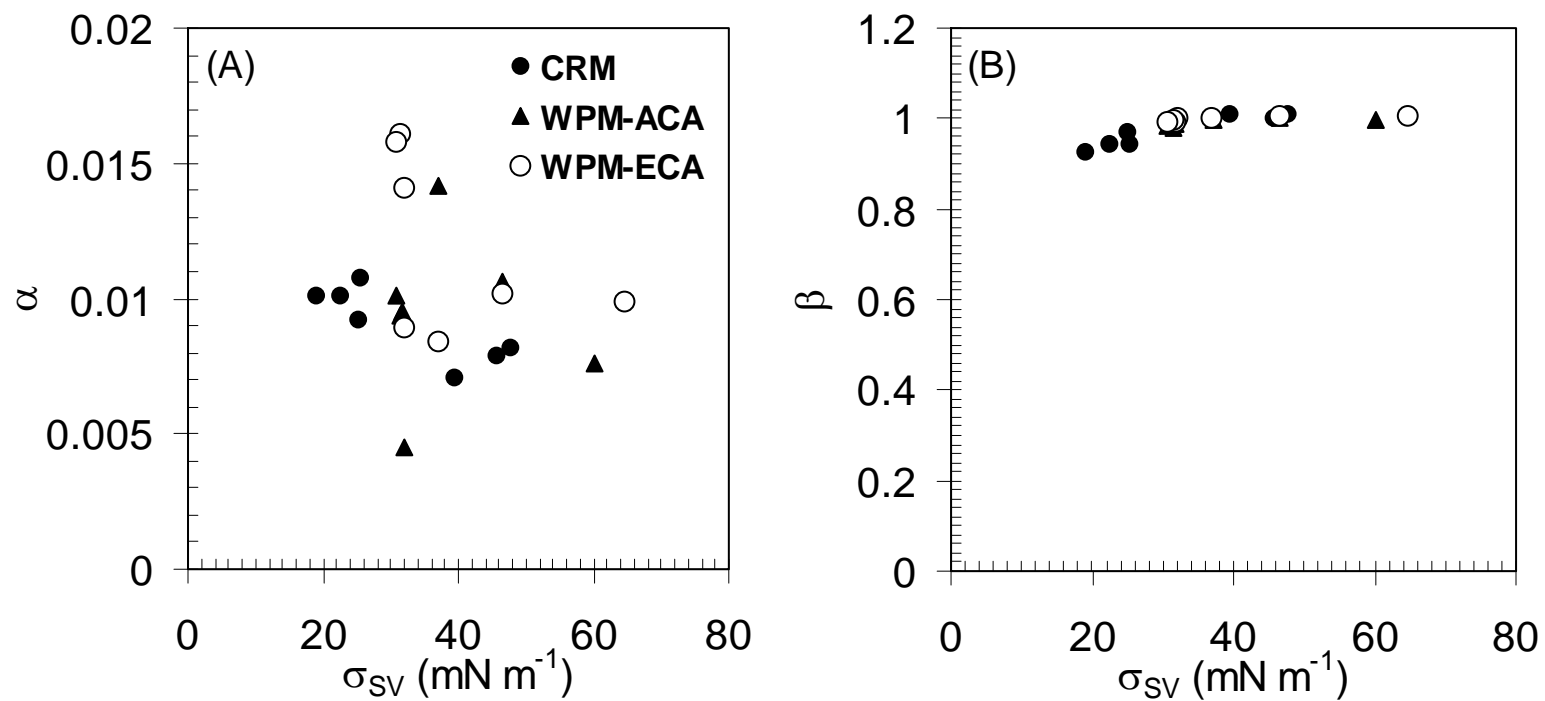 (A)
CRM
WPM-ACA
WPM-ECA
0.02
0.015
0.01
0.005
0
α
0 20 40 60 80
σSV (mN m-1)
(B)
1.2
1
0.8
0.6
0.4
0.2
0
β
0 20 40 60 80
σSV (mN m-1)